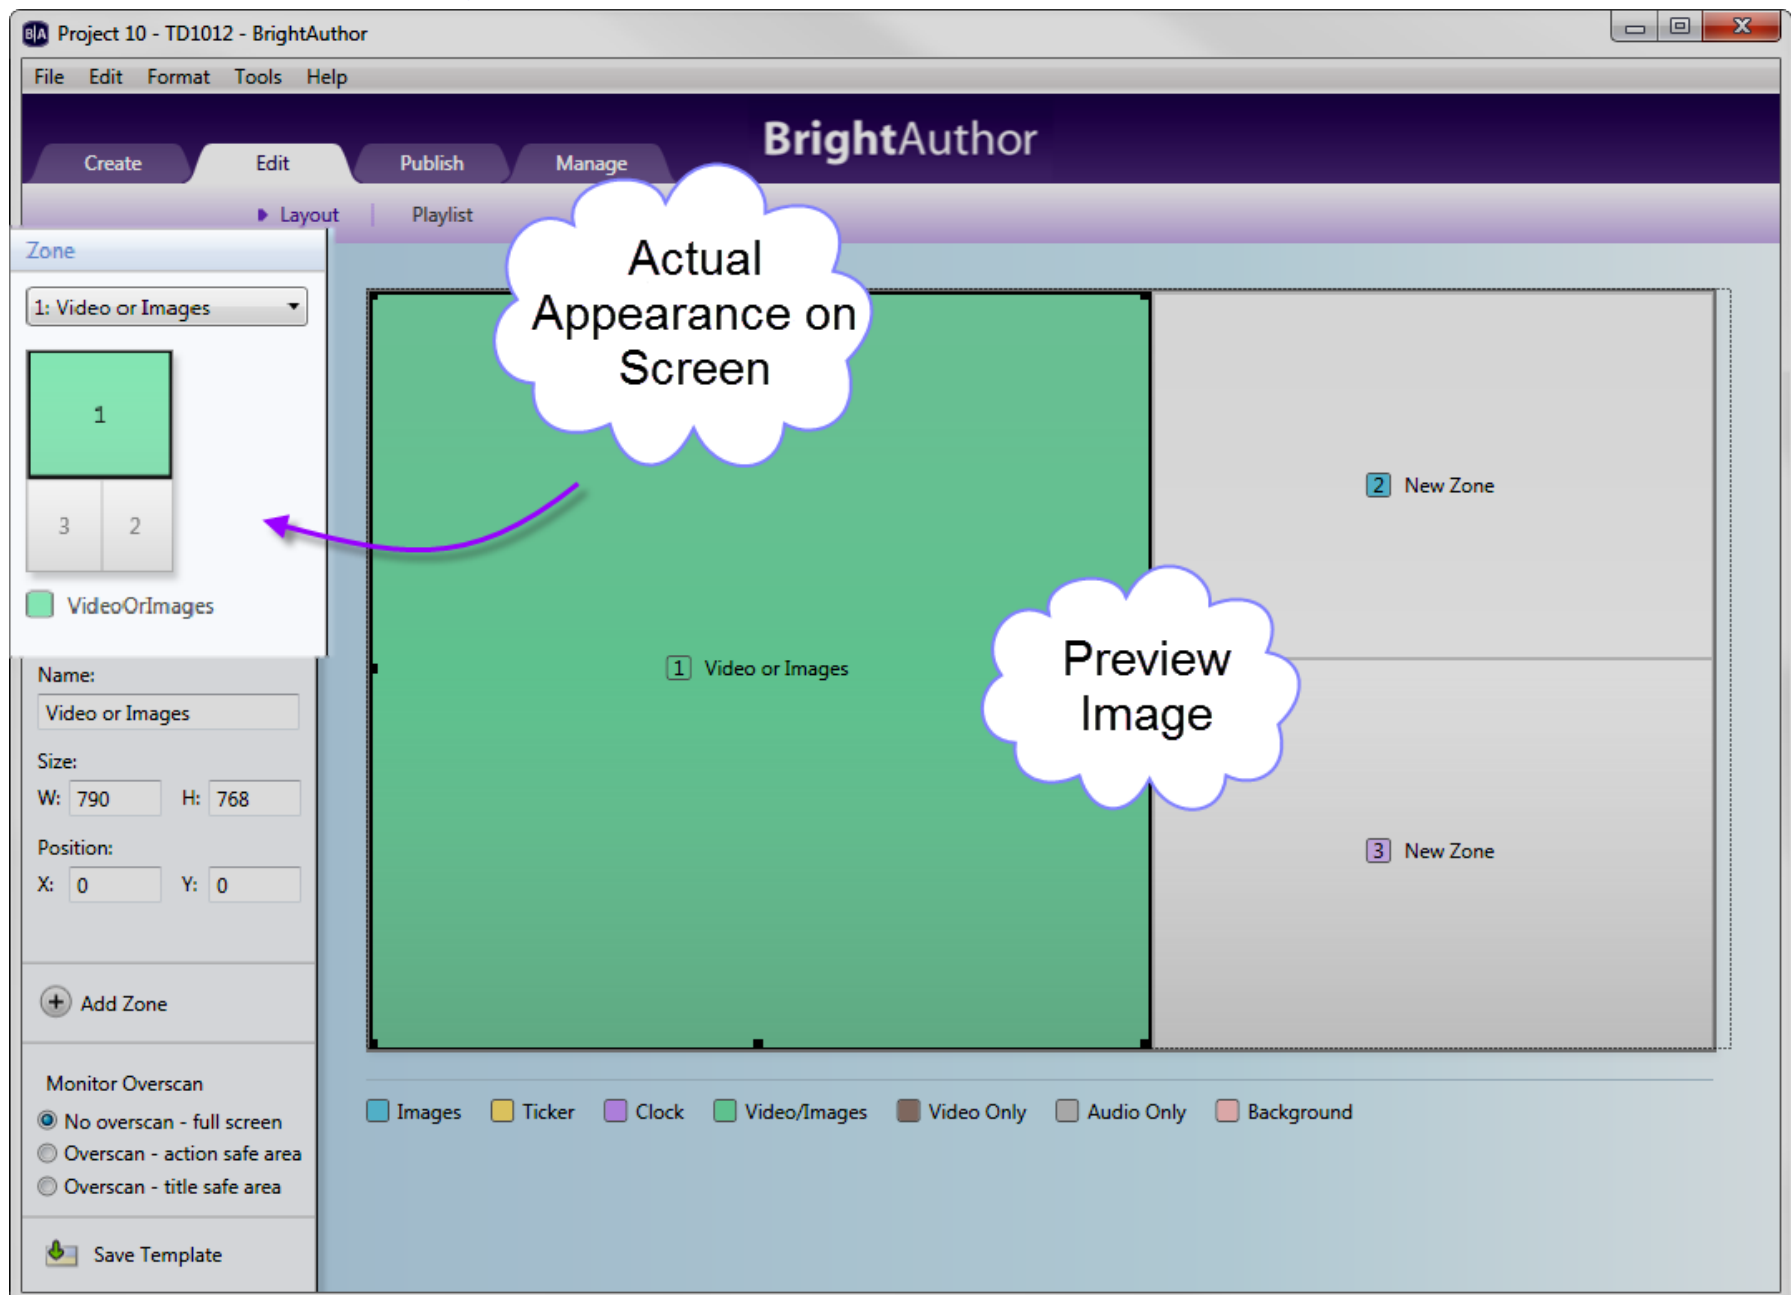 B|A Project 10 - TD1012 - BrightAuthor
File Edit Format Tools Help
BrightAuthor
Create Edit Publish Manage
Layout Playlist
Zone
1: Video or Images
1
3 2
VideoOrImages
Name:
Video or Images
Size:
W: 790 H: 768
Position:
X: 0 Y: 0
Add Zone
Monitor Overscan
No overscan - full screen
Overscan - action safe area
Overscan - title safe area
Save Template
Actual
Appearance on
Screen
1 Video or Images
2 New Zone
Preview
Image
3 New Zone
Images Ticker Clock Video/Images Video Only Audio Only Background